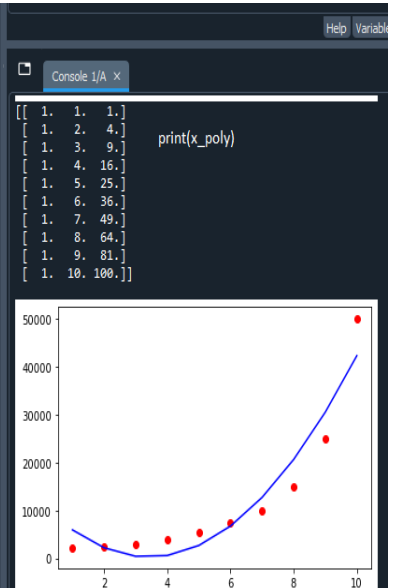 Help Variable
Console 1/A ×
[[ 1. 1. 1.]
[ 1. 2. 4.]
[ 1. 3. 9.]
print(x_poly)
[ 1. 4. 16.]
[ 1. 5. 25.]
[ 1. 6. 36.]
[ 1. 7. 49.]
[ 1. 8. 64.]
[ 1. 9. 81.]
[ 1. 10. 100.]]
50000
40000
30000
20000
10000
0
2 4 6 8 10